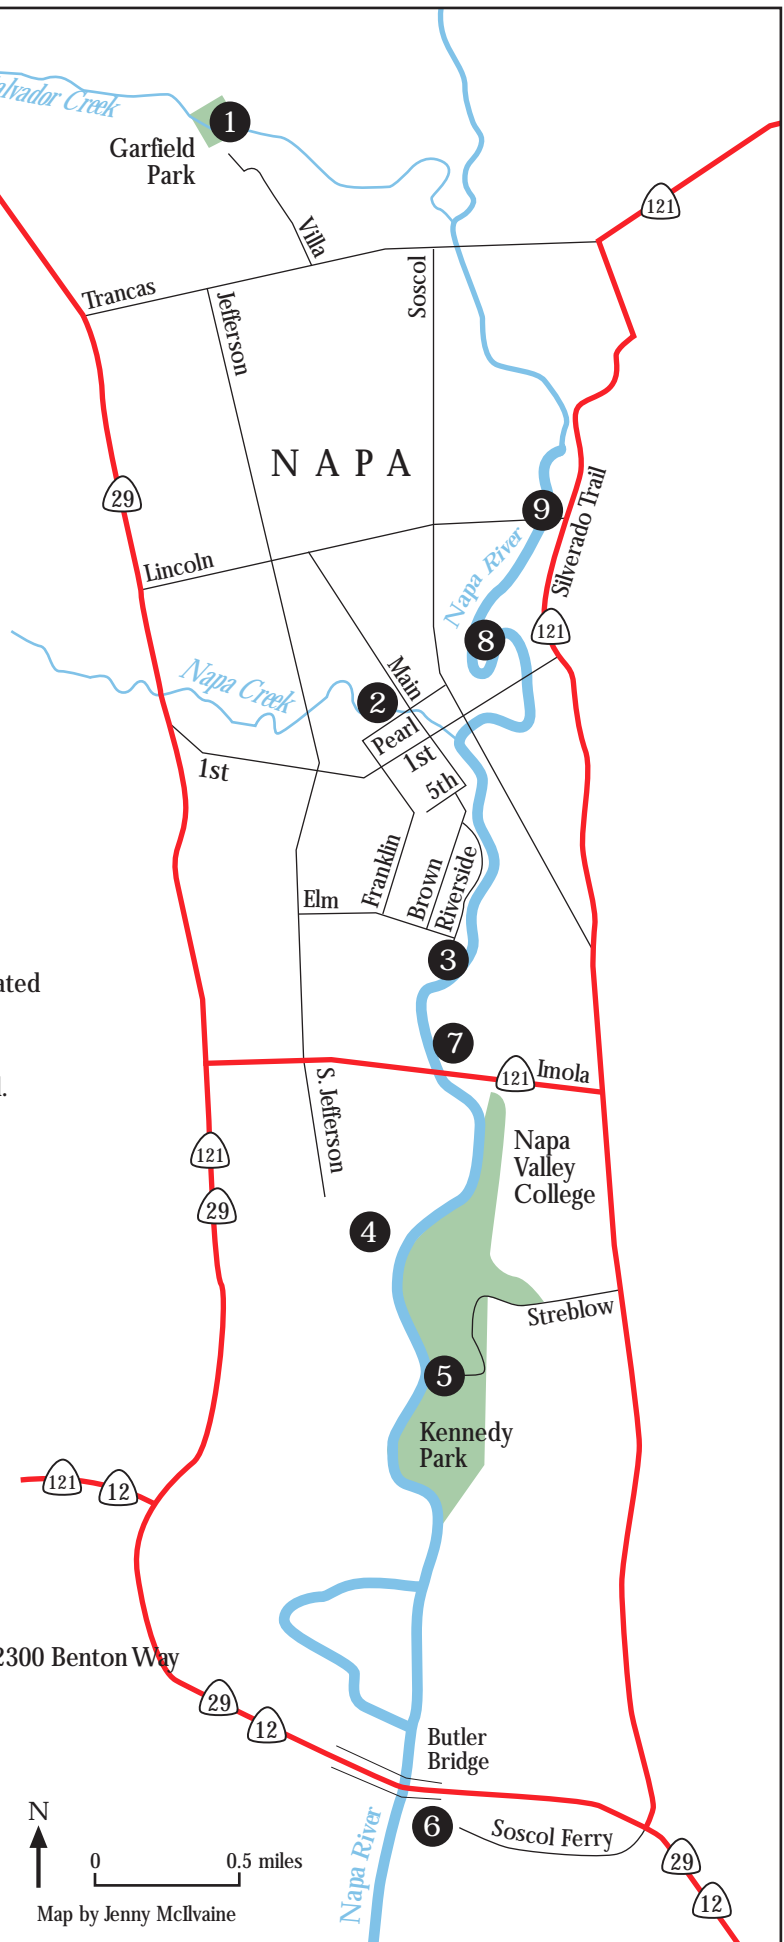 Creek
1
Garfield
Park
121
Villa
Trancas
Soscol
Jefferson
NAPA
29
9
Silverado Trail
Lincoln
Napa River
8
121
Main
Napa Creek
2
Pearl
1st
1st
5th
Franklin
Brown
Riverside
Elm
3
7
121
Imola
S. Jefferson
Napa
Valley
College
121
29
4
Streblow
5
Kennedy
Park
121
12
2300 Benton Way
29
12
Butler
Bridge
6
Soscol Ferry
Napa River
29
12
N
0 0.5 miles
Map by Jenny McIlvaine